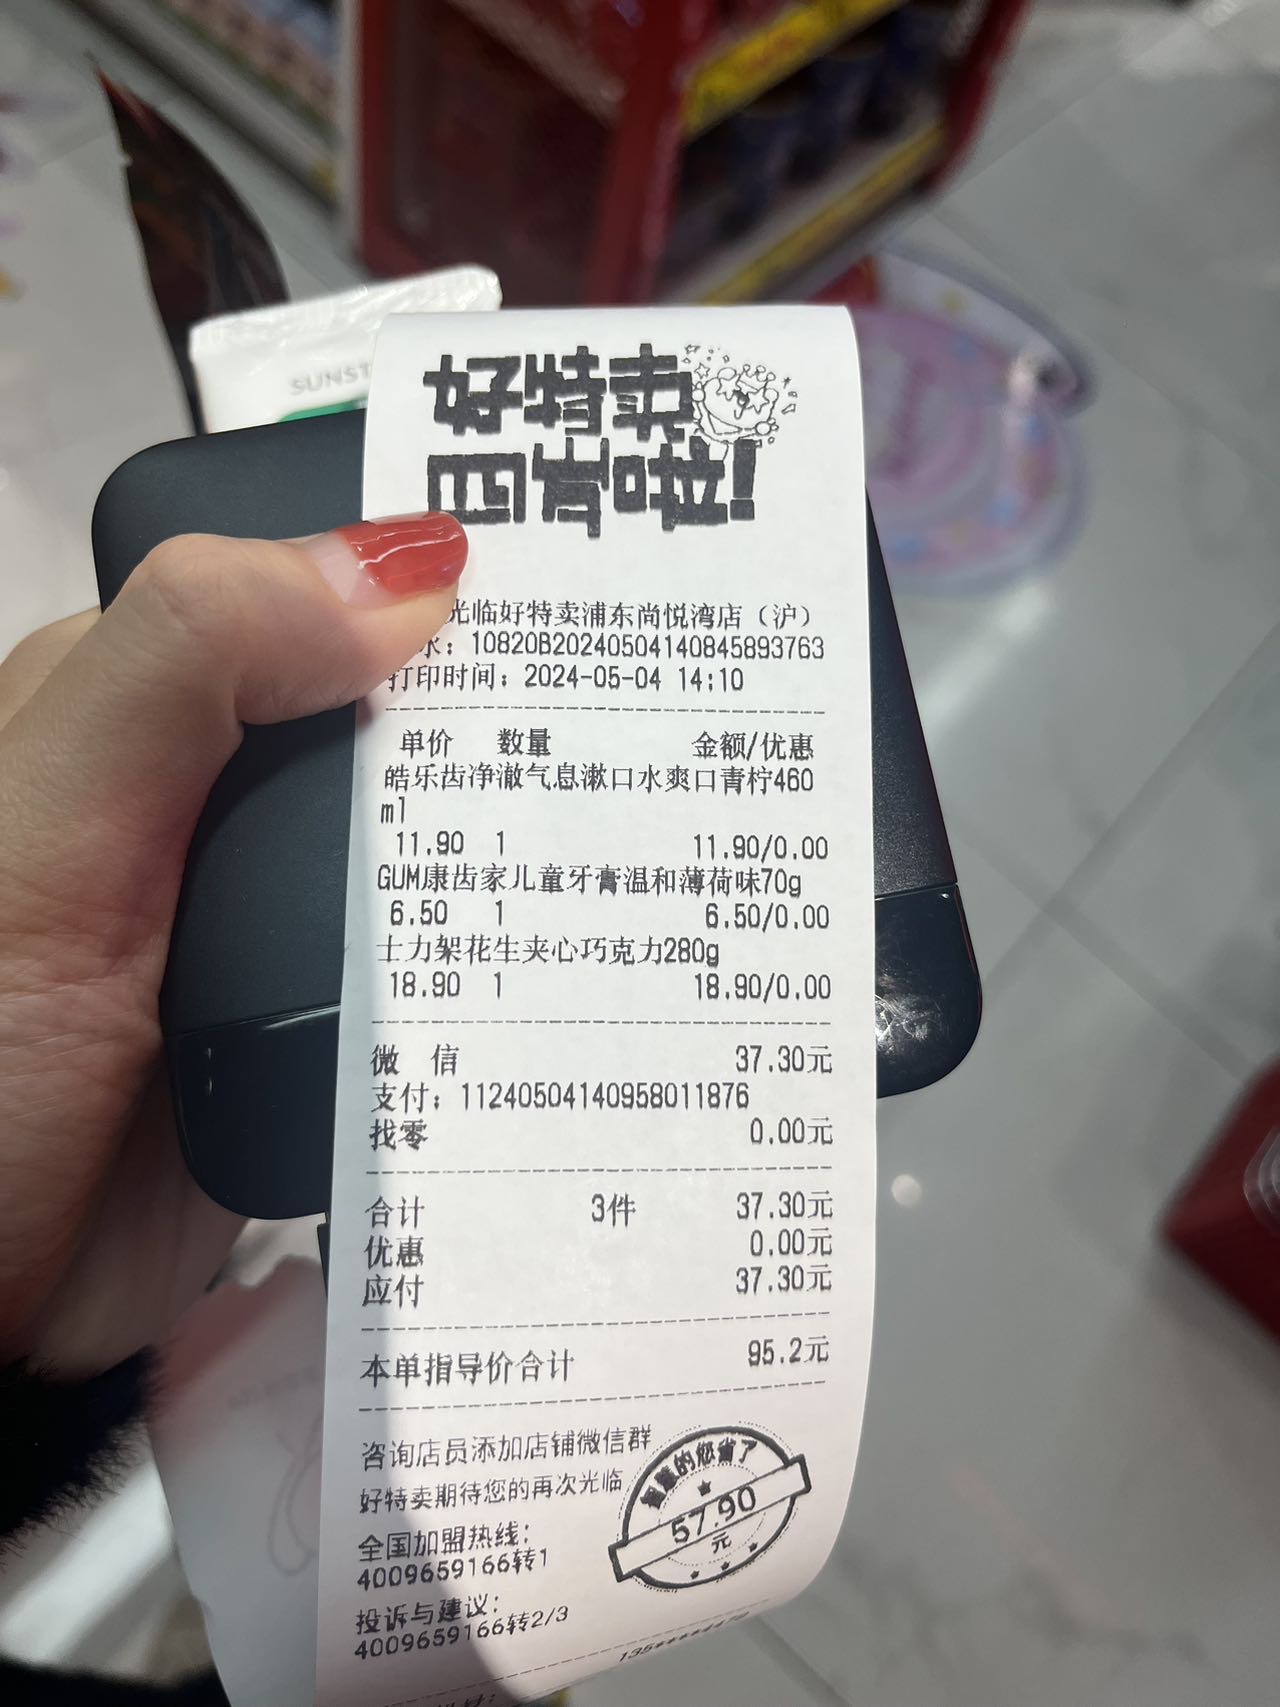 SUNST
好特卖
日卖啦!
光临好特卖浦东尚悦湾店（沪）
水：10820B20240504140845893763
打印时间：2024-05-04 14:10
单价 数量 金额/优惠
皓乐齿净澈气息漱口水爽口青柠460
ml
11.90 1 11.90/0.00
GUM康齿家儿童牙膏温和薄荷味70g
6.50 1 6.50/0.00
士力架花生夹心巧克力280g
18.90 1 18.90/0.00
微 信 37.30元
支付：11240504140958011876
找零 0.00元
合计 3件 37.30元
优惠 0.00元
应付 37.30元
本单指导价合计 95.2元
咨询店员添加店铺微信群
好特卖期待您的再次光临
全国加盟热线：
4009659166转1
投诉与建议：
4009659166转2/3
智慧的您省了
57.90
元